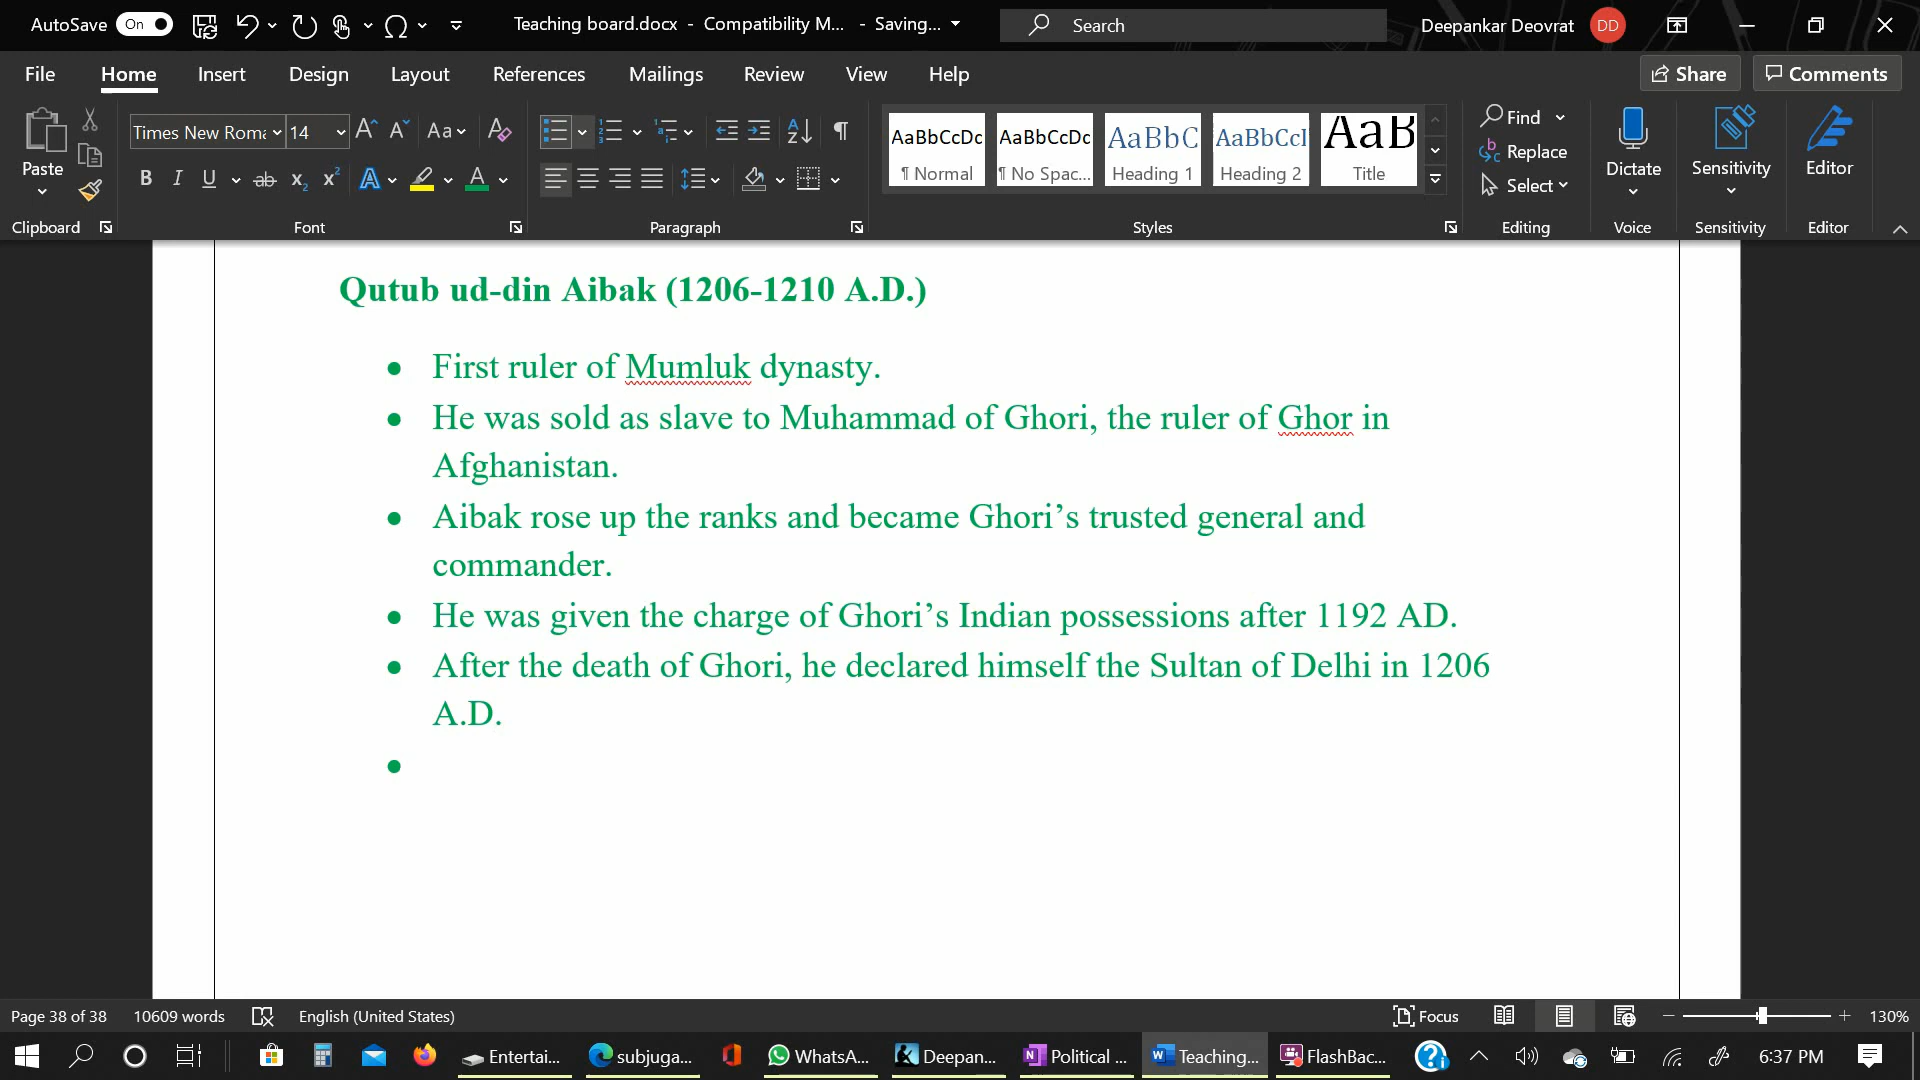 AutoSave On Teaching board.docx - Compatibility M... - Saving... Search Deepankar Deovrat DD
File Home Insert Design Layout References Mailings Review View Help Share Comments
Times New Roma 14 Aa
AaBbCcDc AaBbCcDc AaBbC AaBbCcI AaB
¶ Normal ¶ No Spac... Heading 1 Heading 2 Title
Paste
Find
Replace
Select
Dictate Sensitivity Editor
Clipboard Font Paragraph Styles Editing Voice Sensitivity Editor
Qutub ud-din Aibak (1206-1210 A.D.)
• First ruler of Mumluk dynasty.
• He was sold as slave to Muhammad of Ghori, the ruler of Ghor in
Afghanistan.
• Aibak rose up the ranks and became Ghori’s trusted general and
commander.
• He was given the charge of Ghori’s Indian possessions after 1192 AD.
• After the death of Ghori, he declared himself the Sultan of Delhi in 1206
A.D.
•
Page 38 of 38 10609 words English (United States) Focus 130%
Entertai... subjuga... WhatsA... Deepan... Political ... Teaching... FlashBac... 6:37 PM